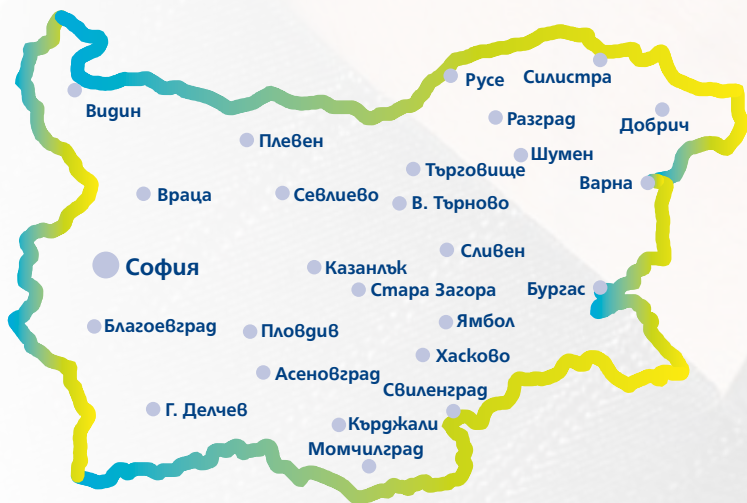 Силистра
Русе
Видин
Разград
Добрич
Плевен
Шумен
Търговище
Варна
Враца
Севлиево
В. Търново
Сливен
София
Казанлък
Стара Загора
Бургас
Благоевград
Пловдив
Ямбол
Хасково
Асеновград
Свиленград
Г. Делчев
Кърджали
Момчилград